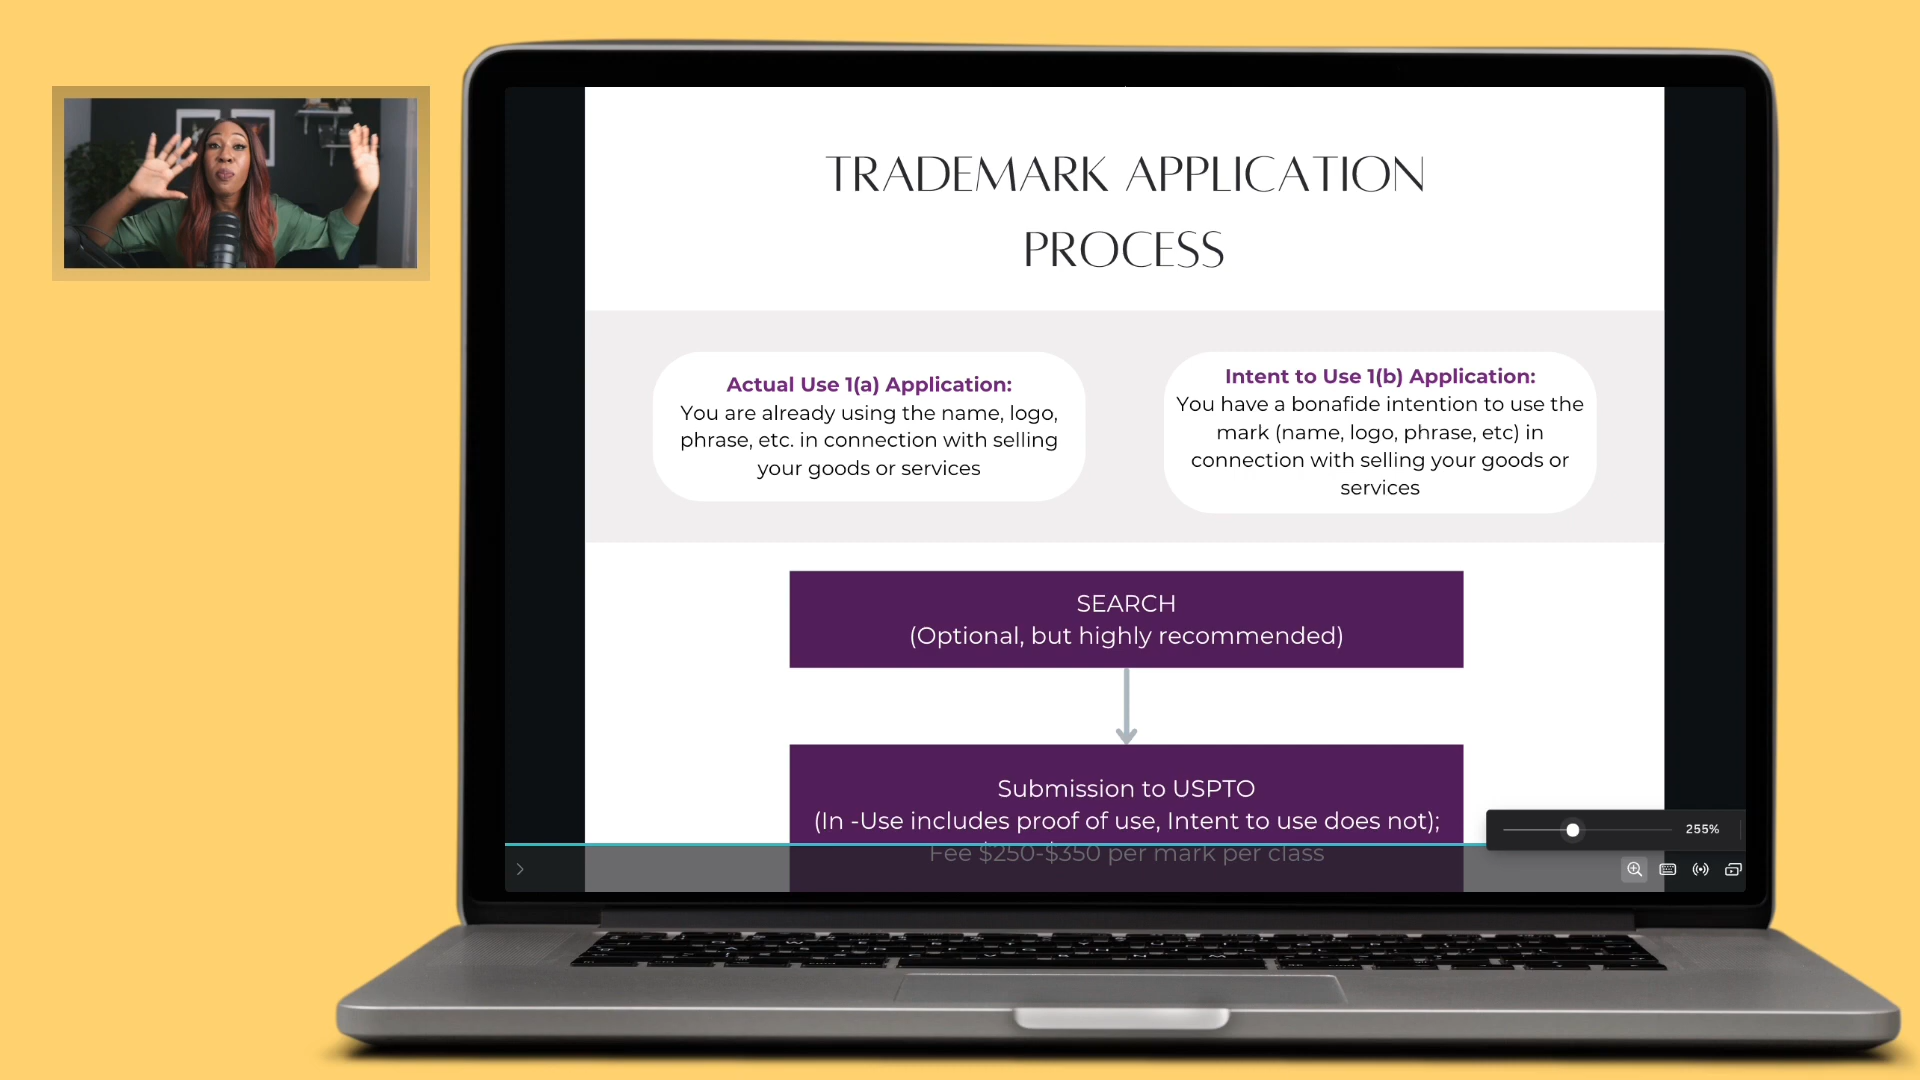 TRADEMARK APPLICATION
PROCESS
Actual Use 1(a) Application:
You are already using the name, logo,
phrase, etc. in connection with selling
your goods or services
Intent to Use 1(b) Application:
You have a bonafide intention to use the
mark (name, logo, phrase, etc) in
connection with selling your goods or
services
SEARCH
(Optional, but highly recommended)
Submission to USPTO
(In -Use includes proof of use, Intent to use does not);
Fee $250-$350 per mark per class
255%